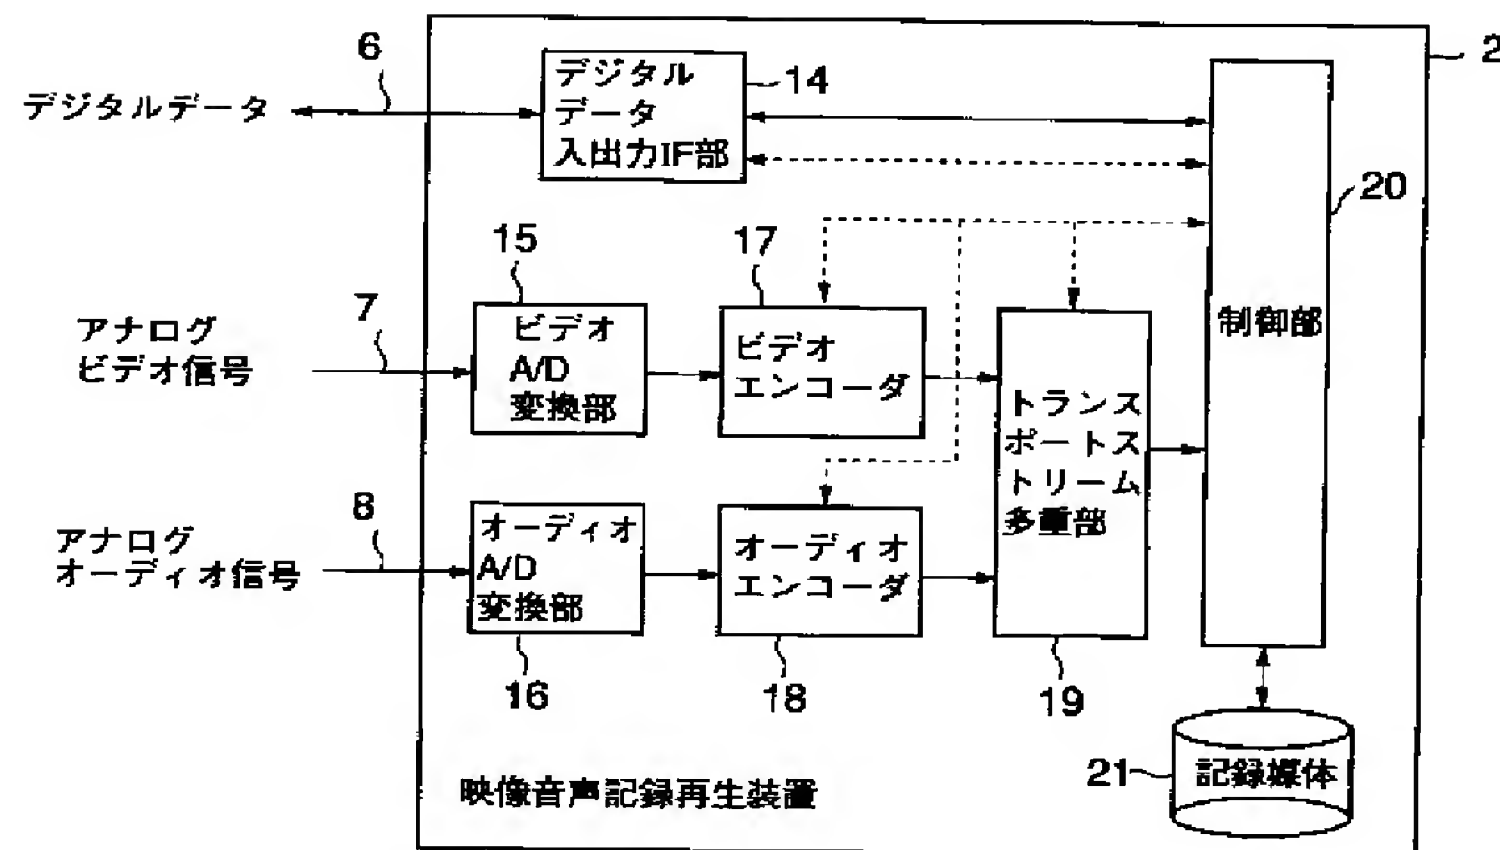 6
デジタルデータ
デジタル
データ
入出力IF部
14
2
20
15
17
7
アナログ
ビデオ信号
ビデオ
A/D
変換部
ビデオ
エンコーダ
制御部
トランス
ポートス
トリーム
多重部
8
アナログ
オーディオ信号
オーディオ
A/D
変換部
オーディオ
エンコーダ
16
18
19
21
記録媒体
映像音声記録再生装置